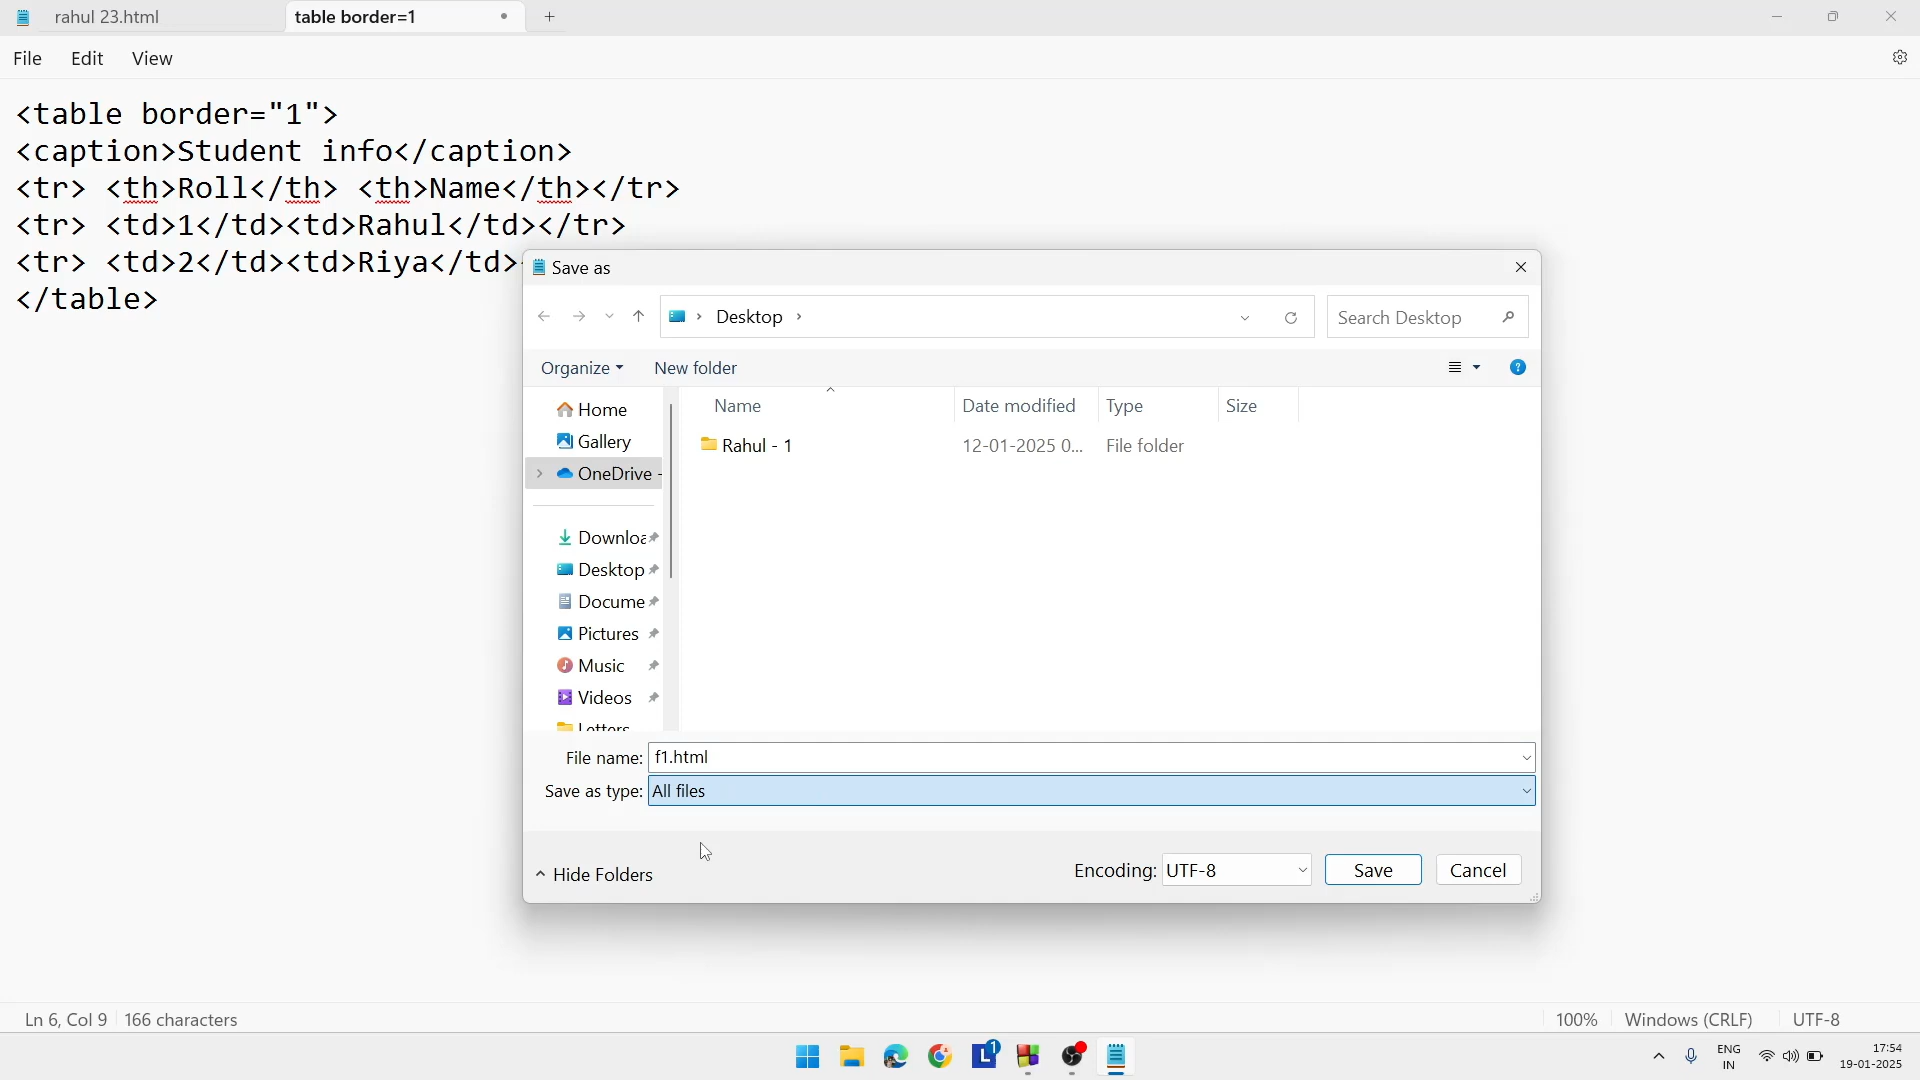 rahul 23.html
table border=1
File
Edit
View
<table border="1">
<caption>Student info</caption>
<tr> <th>Roll</th> <th>Name</th></tr>
<tr> <td>1</td><td>Rahul</td></tr>
<tr> <td>2</td><td>Riya</td>
</table>
Save as
Desktop
Search Desktop
Organize
New folder
Name
Date modified
Type
Size
Home
Gallery
OneDrive -
Rahul - 1
12-01-2025 0...
File folder
Downloa
Desktop
Docume
Pictures
Music
Videos
Letters
File name:
f1.html
Save as type:
All files
Hide Folders
Encoding:
UTF-8
Save
Cancel
Ln 6, Col 9
166 characters
100%
Windows (CRLF)
UTF-8
L
1
ENG
IN
17:54
19-01-2025